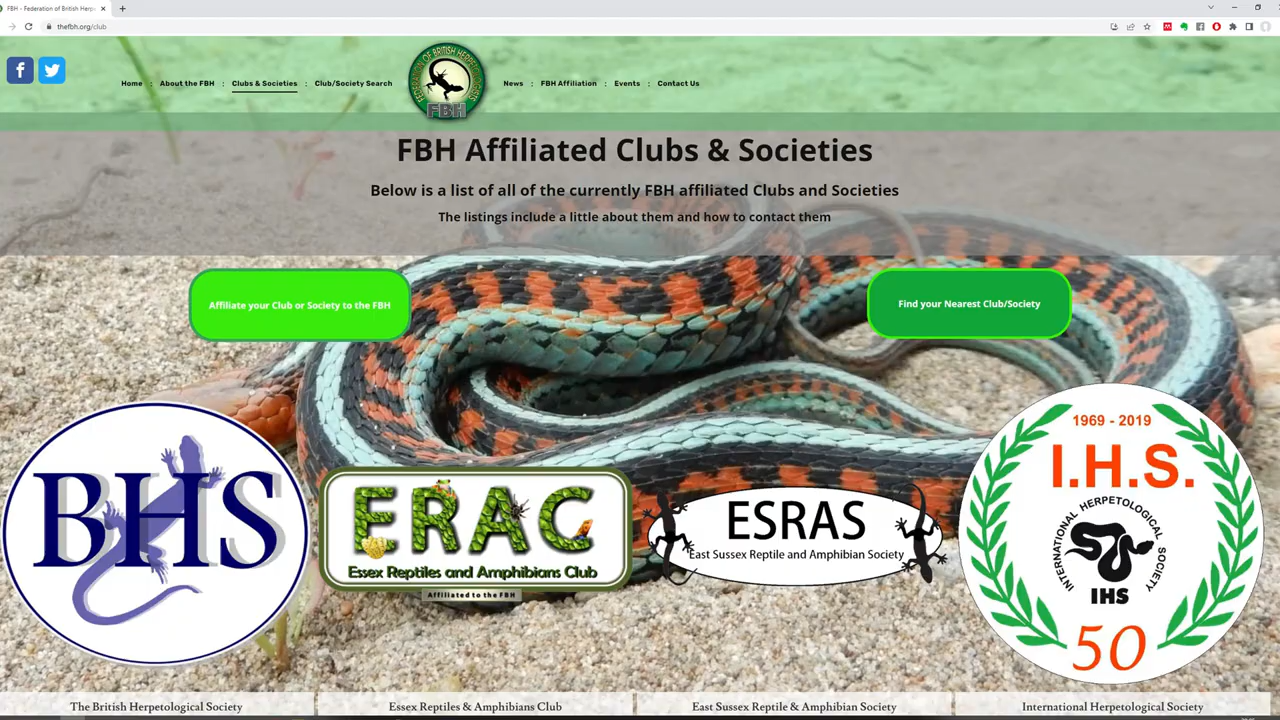 FBH - Federation of British Herp
thefbh.org/club
Home : About the FBH : Clubs & Societies : Club/Society Search
FEDERATION OF BRITISH HERPETOLOGISTS
FBH
News : FBH Affiliation : Events : Contact Us
FBH Affiliated Clubs & Societies
Below is a list of all of the currently FBH affiliated Clubs and Societies
The listings include a little about them and how to contact them
Affiliate your Club or Society to the FBH
Find your Nearest Club/Society
BHS
ERAC
Essex Reptiles and Amphibians Club
Affiliated to the FBH
ESRAS
East Sussex Reptile and Amphibian Society
1969 - 2019
I.H.S.
INTERNATIONAL HERPETOLOGICAL SOCIETY
IHS
50
The British Herpetological Society
Essex Reptiles & Amphibians Club
East Sussex Reptile & Amphibian Society
International Herpetological Society